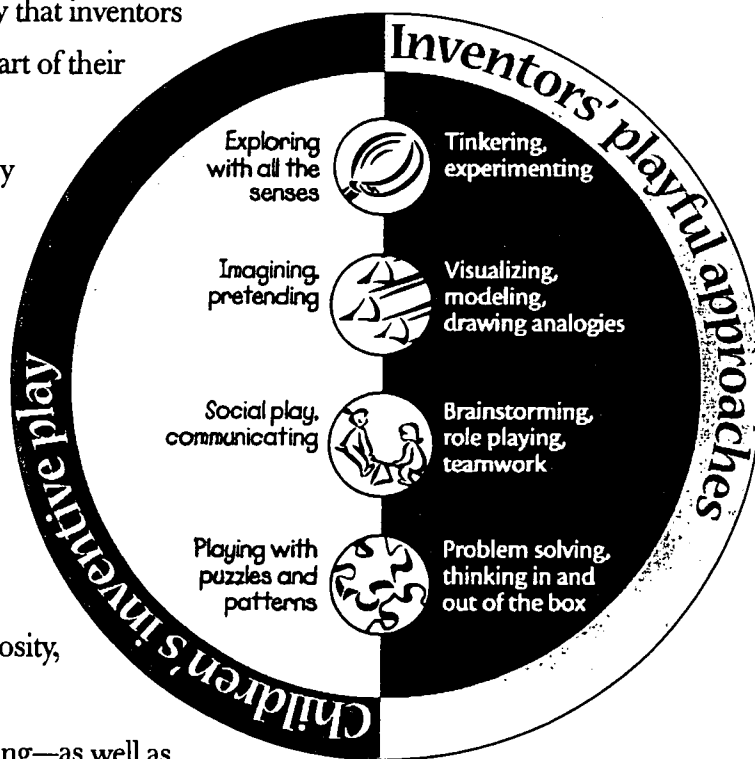 y that inventors
art of their
y
osity,
ng—as well as
Inventors' playful approaches
Children's inventive play
Exploring
with all the
senses
Tinkering,
experimenting
Imagining,
pretending
Visualizing,
modeling,
drawing analogies
Social play,
communicating
Brainstorming,
role playing,
teamwork
Playing with
puzzles and
patterns
Problem solving,
thinking in and
out of the box